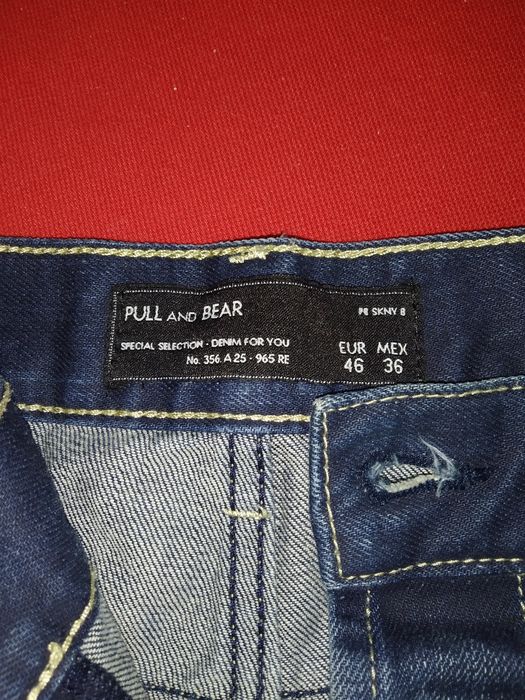 PULL AND BEAR
P8 SKNY 8
SPECIAL SELECTION - DENIM FOR YOU
No. 356. A 25 - 965 RE
EUR MEX
46 36